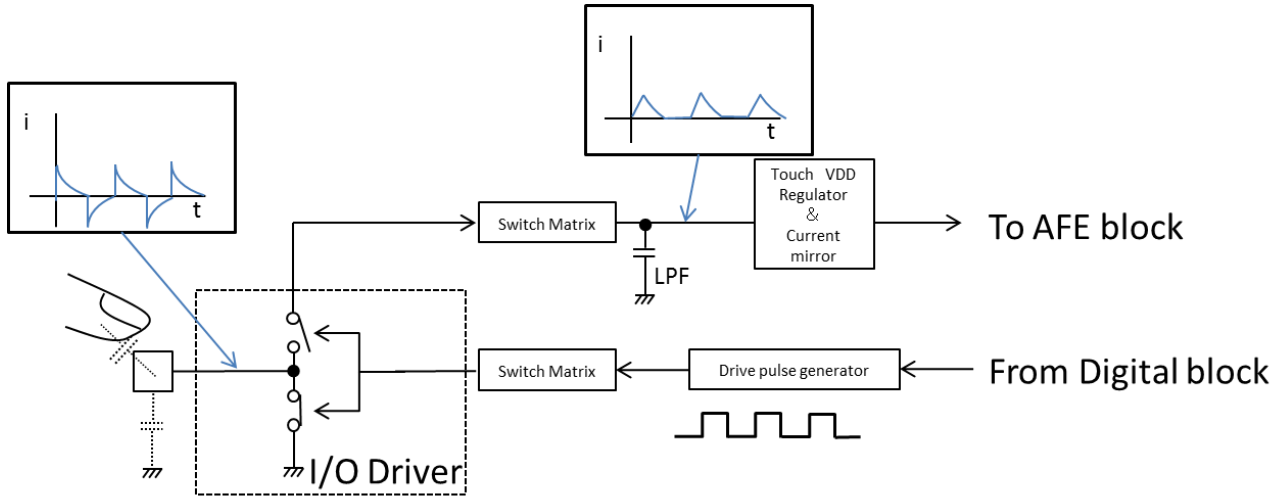 i
t
i
t
Touch VDD
Regulator
&
Current
mirror
Switch Matrix
To AFE block
LPF
Switch Matrix
Drive pulse generator
From Digital block
I/O Driver